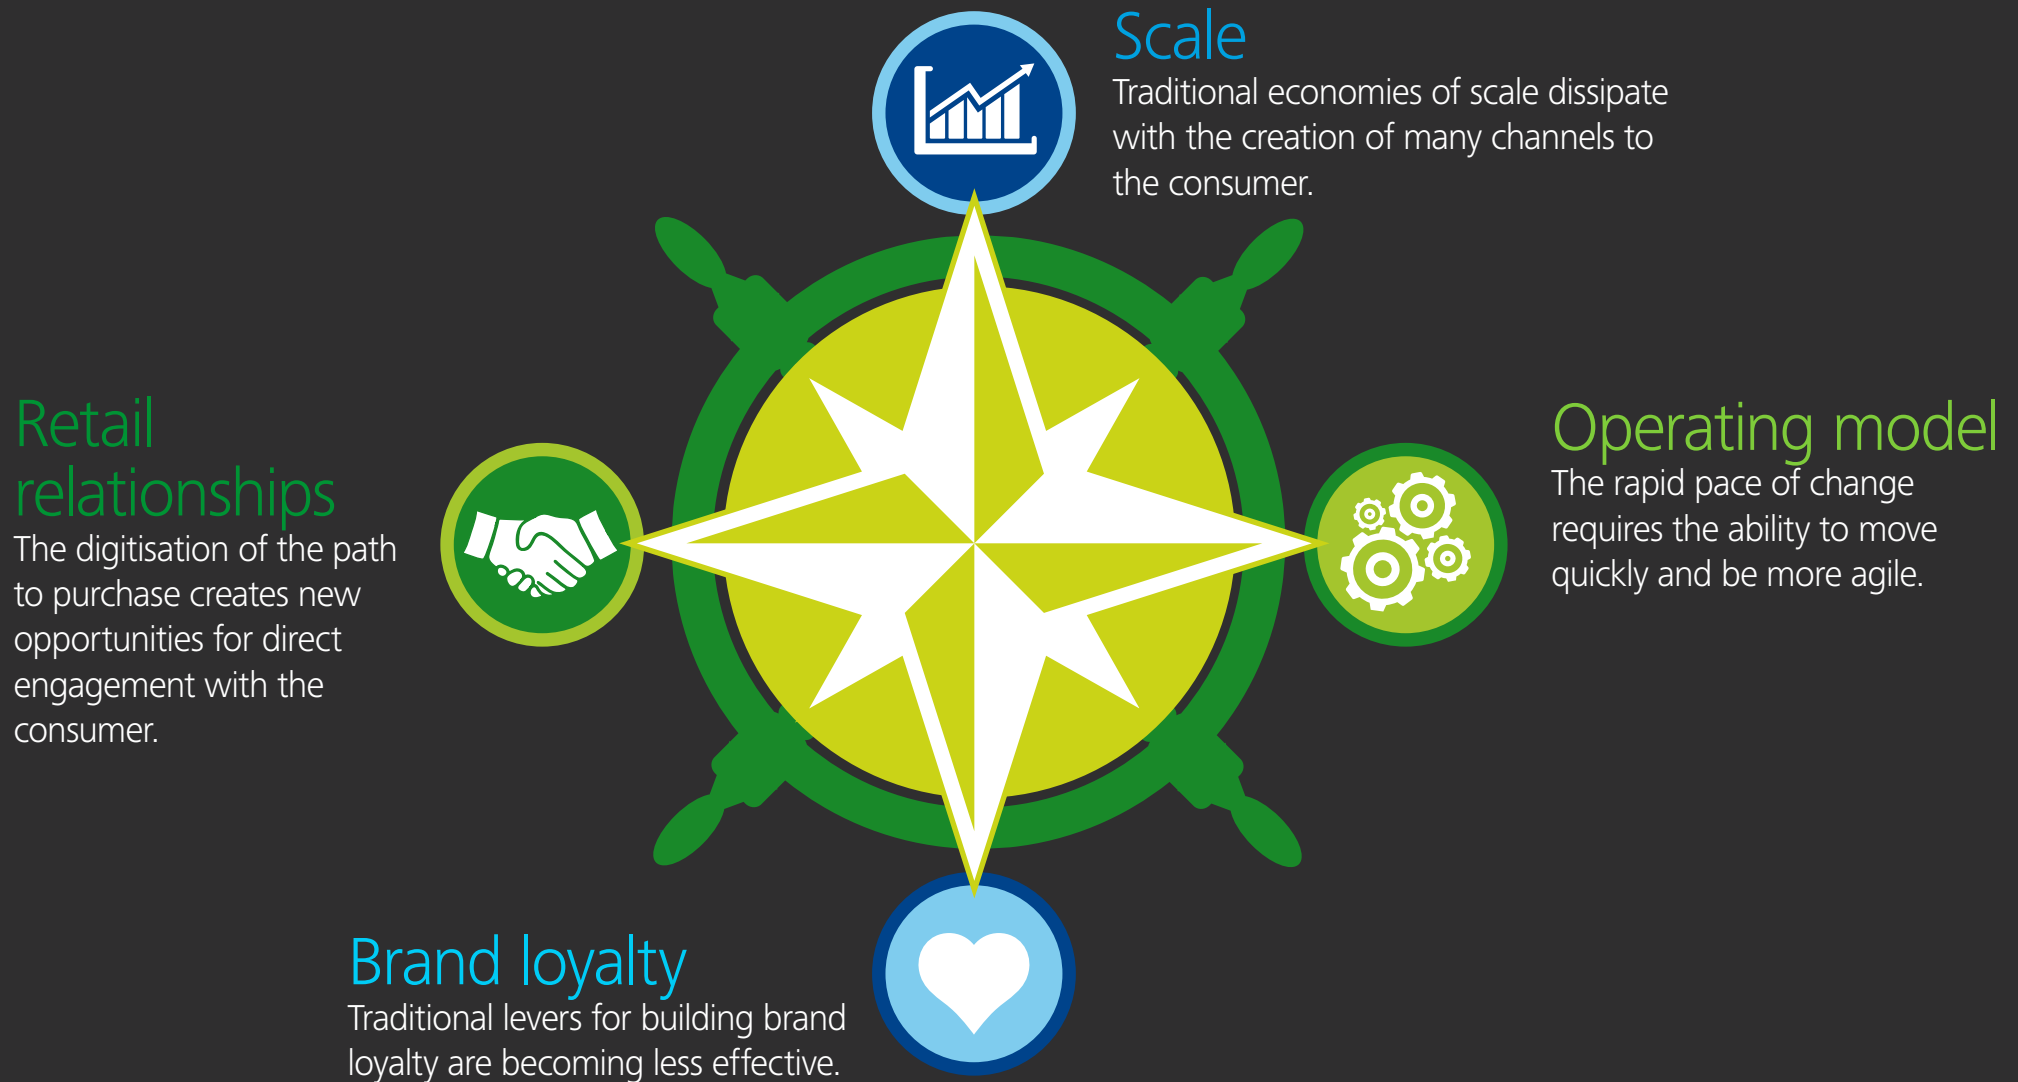 Scale
Traditional economies of scale dissipate
with the creation of many channels to
the consumer.
Retail
relationships
The digitisation of the path
to purchase creates new
opportunities for direct
engagement with the
consumer.
Operating model
The rapid pace of change
requires the ability to move
quickly and be more agile.
Brand loyalty
Traditional levers for building brand
loyalty are becoming less effective.